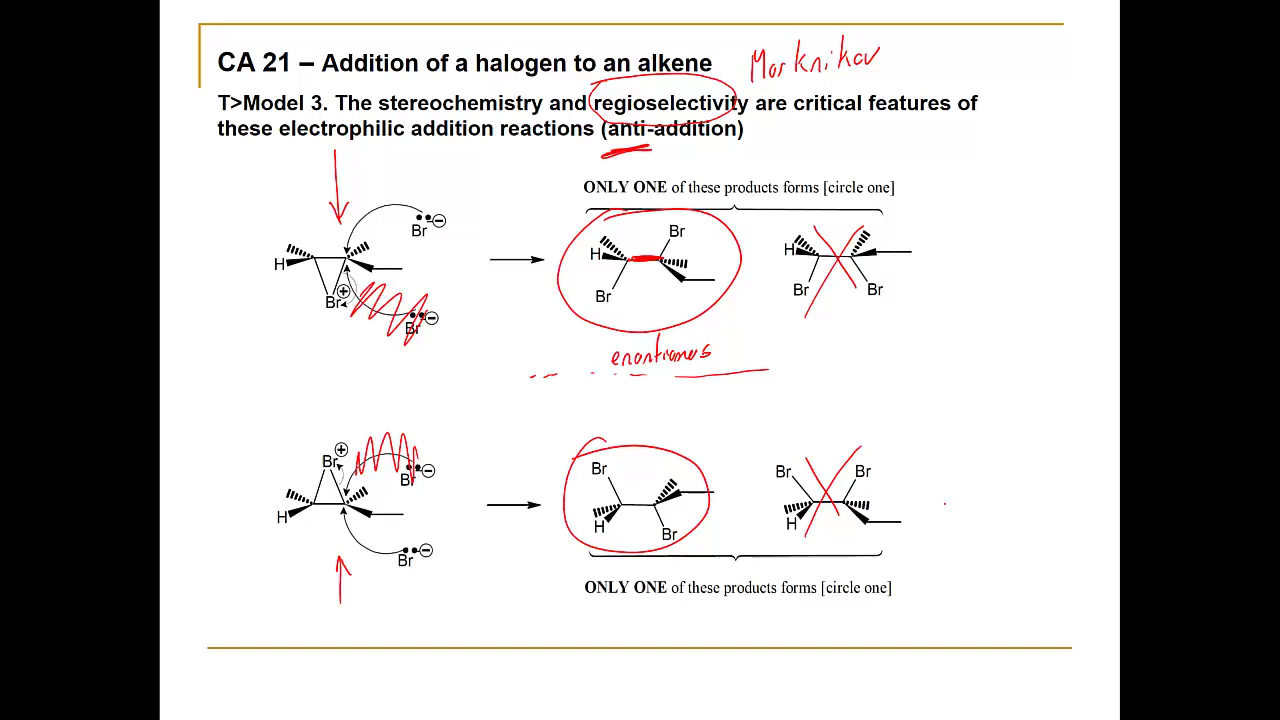 CA 21 – Addition of a halogen to an alkene
Marknikov
T>Model 3. The stereochemistry and regioselectivity are critical features of
these electrophilic addition reactions (anti-addition)
ONLY ONE of these products forms [circle one]
Br
Br
Br
H
H
H
Br
Br
Br
Br
Br
enantiomers
Br
Br
Br
Br
Br
H
H
H
Br
Br
ONLY ONE of these products forms [circle one]